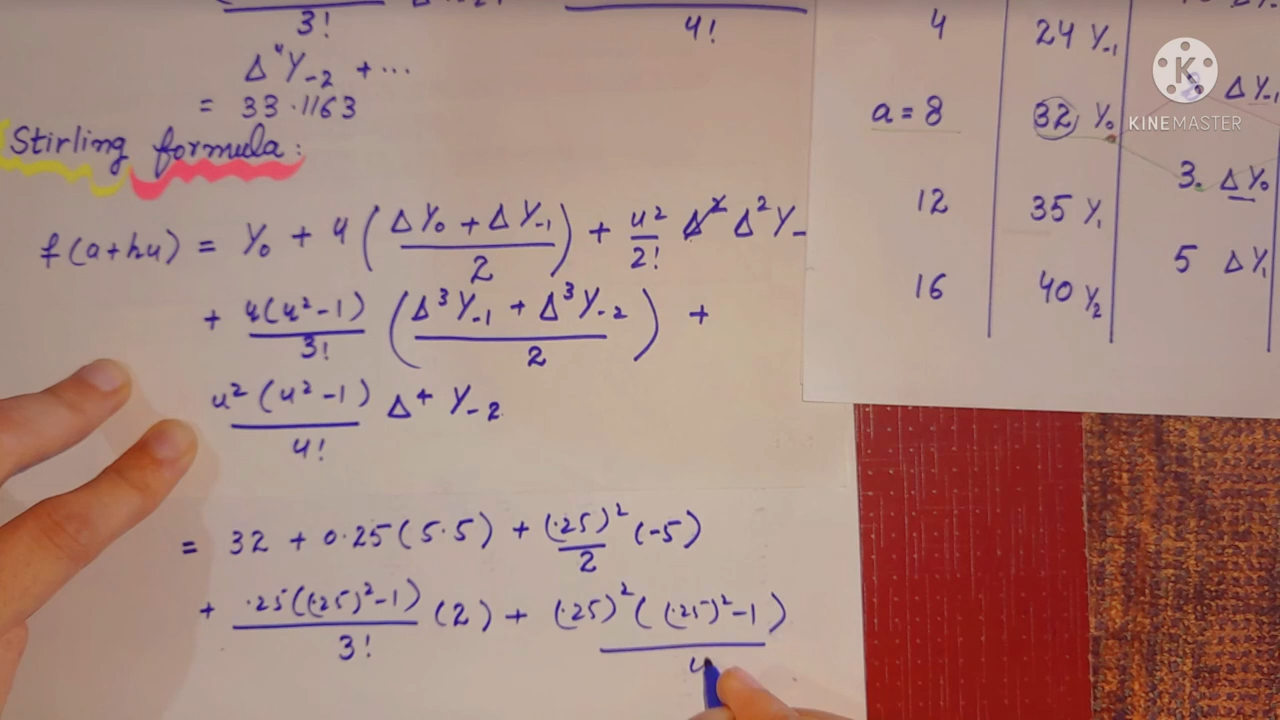 3! 4!
Δ⁴Y₋₂ + ...
= 33.1163
Stirling formula:
f(a+hu) = Y₀ + u ( (ΔY₀ + ΔY₋₁) / 2 ) + u²/2! Δ²Y₋
+ u(u²-1)/3! ( (Δ³Y₋₁ + Δ³Y₋₂) / 2 ) +
u²(u²-1)/4! Δ⁴ Y₋₂
= 32 + 0.25(5.5) + (.25)²/2 (-5)
+ .25((.25)²-1)/3! (2) + (.25)²((.25)²-1)/4
4 24 Y₋₁
ΔY₋₁
a = 8 32 Y₀
3. ΔY₀
12 35 Y₁
5 ΔY₁
16 40 Y₂
K
KINEMASTER